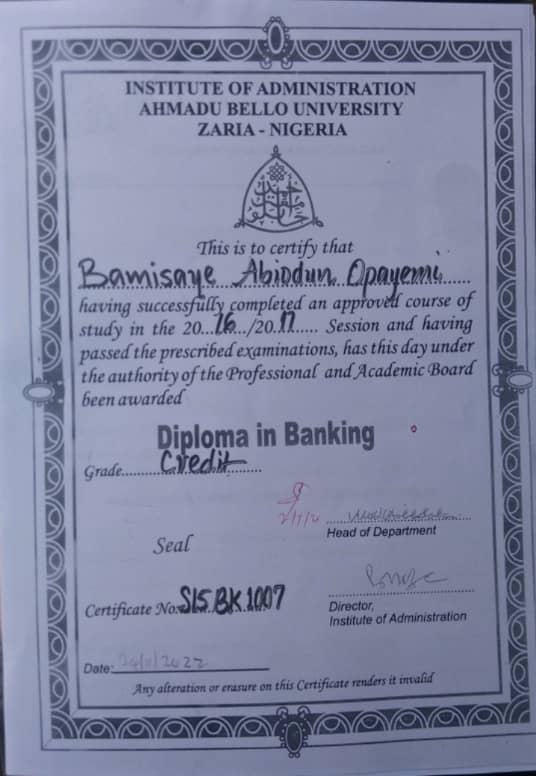 INSTITUTE OF ADMINISTRATION
AHMADU BELLO UNIVERSITY
ZARIA - NIGERIA
This is to certify that
Bamisaye Abiodun Opayemi
having successfully completed an approved course of
study in the 20...16.../20.17...... Session and having
passed the prescribed examinations, has this day under
the authority of the Professional and Academic Board
been awarded
Diploma in Banking
Grade..........Credit..........
Head of Department
Seal
Certificate No: S15BK1007
Director,
Institute of Administration
Date:
Any alteration or erasure on this Certificate renders it invalid